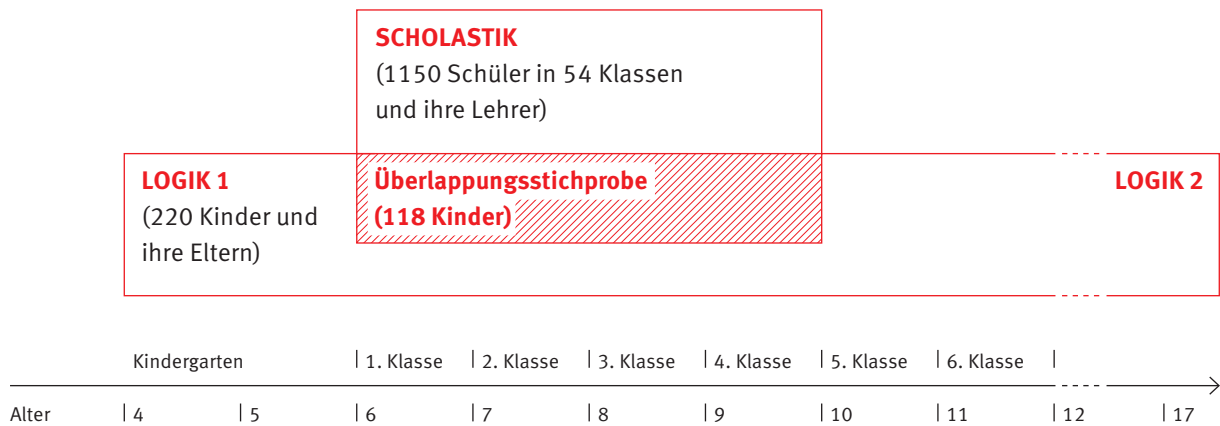 SCHOLASTIK
(1150 Schüler in 54 Klassen
und ihre Lehrer)
LOGIK 1
(220 Kinder und
ihre Eltern)
Überlappungsstichprobe
(118 Kinder)
LOGIK 2
Kindergarten 1. Klasse 2. Klasse 3. Klasse 4. Klasse 5. Klasse 6. Klasse
Alter 4 5 6 7 8 9 10 11 12 17